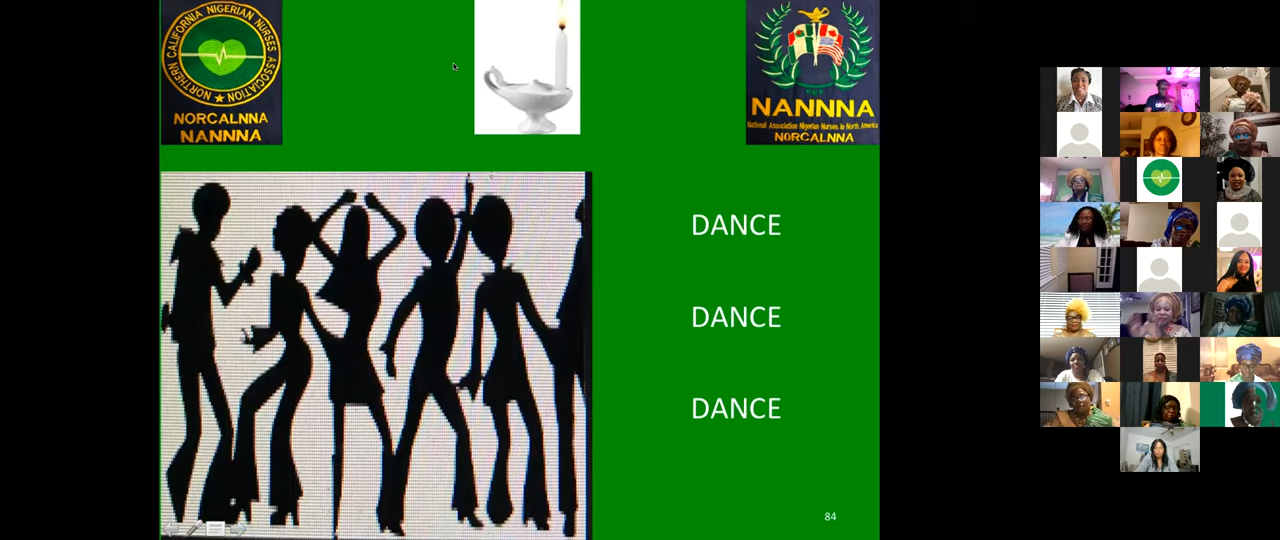 NORTHERN CALIFORNIA NIGERIAN NURSES ASSOCIATION
NORCALNNA
NANNNA
NANNNA
National Association Nigerian Nurses in North America
NORCALNNA
DANCE
DANCE
DANCE
84